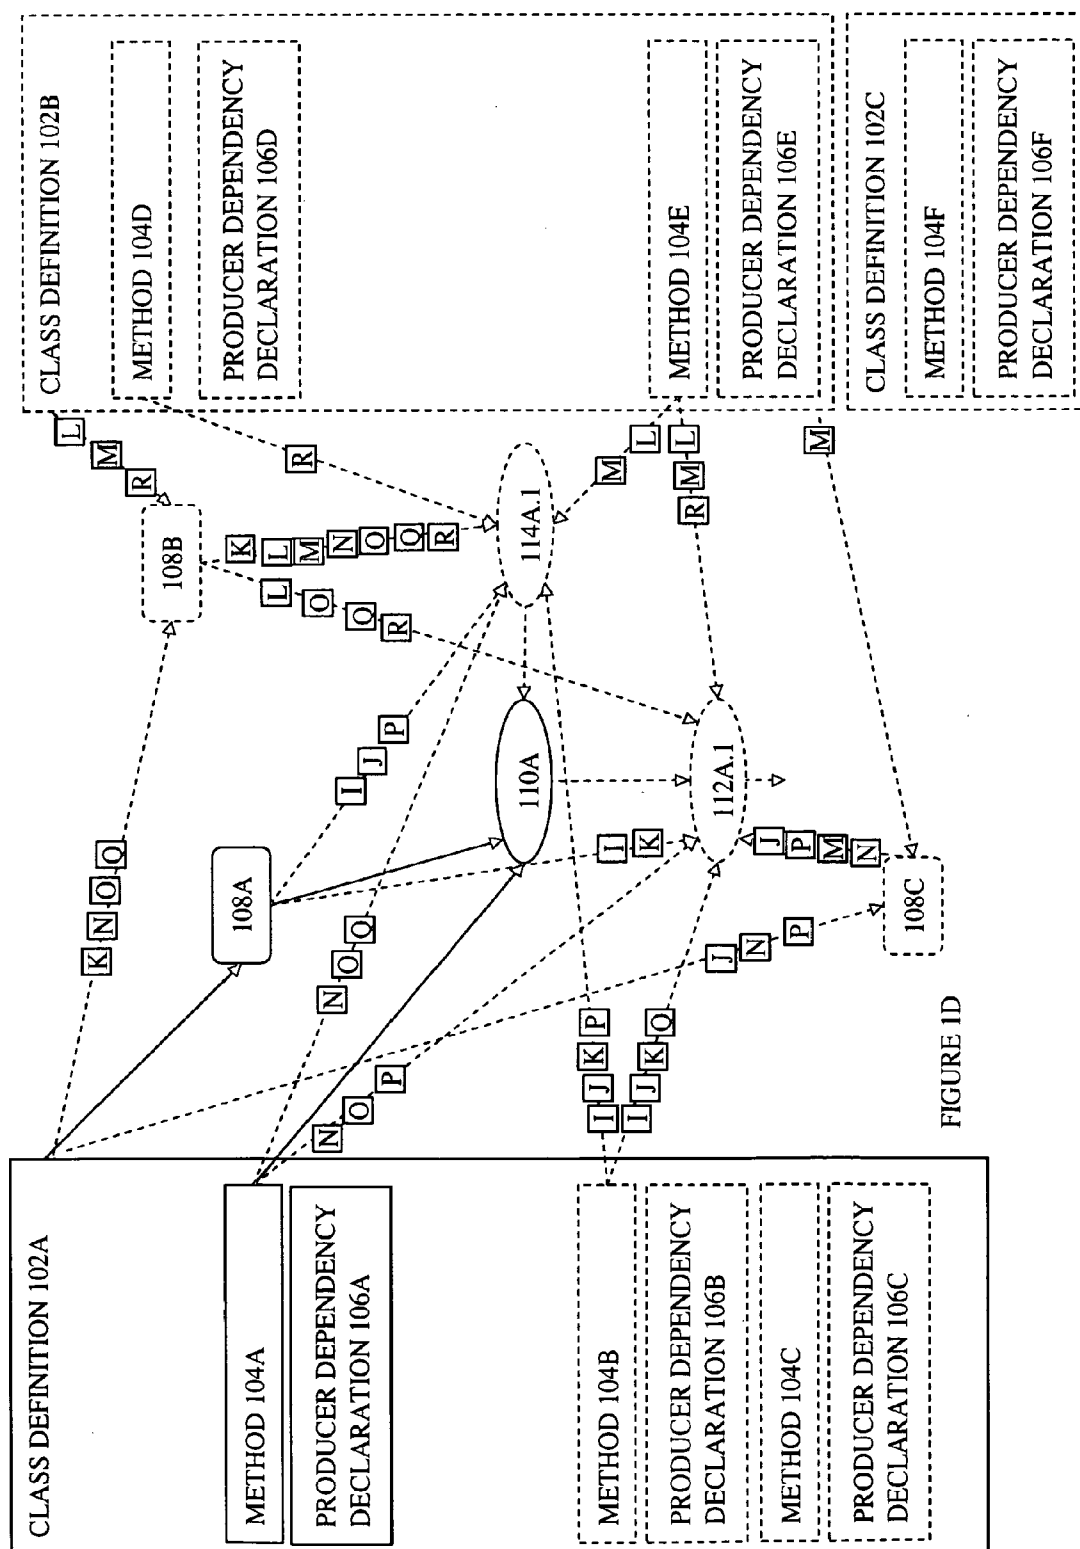 CLASS DEFINITION 102A
METHOD 104A
PRODUCER DEPENDENCY
DECLARATION 106A
METHOD 104B
PRODUCER DEPENDENCY
DECLARATION 106B
METHOD 104C
PRODUCER DEPENDENCY
DECLARATION 106C
K N O Q
108A
108B
L M R
K L M N O Q R
L O Q R
I J P
N O Q
N O P
I K
110A
114A.1
112A.1
I J K P
I J K Q
J N P
J P M N
108C
R
M L
R M L
M
CLASS DEFINITION 102B
METHOD 104D
PRODUCER DEPENDENCY
DECLARATION 106D
METHOD 104E
PRODUCER DEPENDENCY
DECLARATION 106E
CLASS DEFINITION 102C
METHOD 104F
PRODUCER DEPENDENCY
DECLARATION 106F
FIGURE 1D